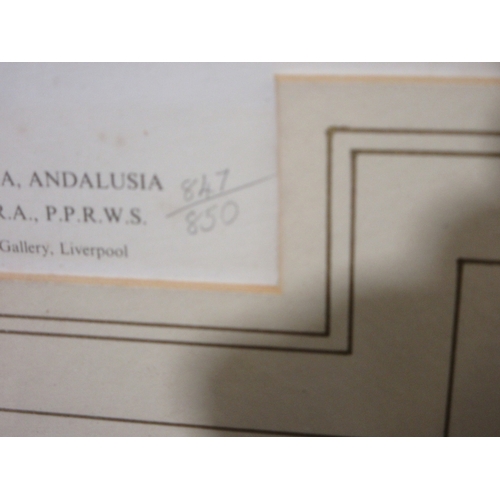 A, ANDALUSIA
R.A., P.P.R.W.S.
Gallery, Liverpool
847/850